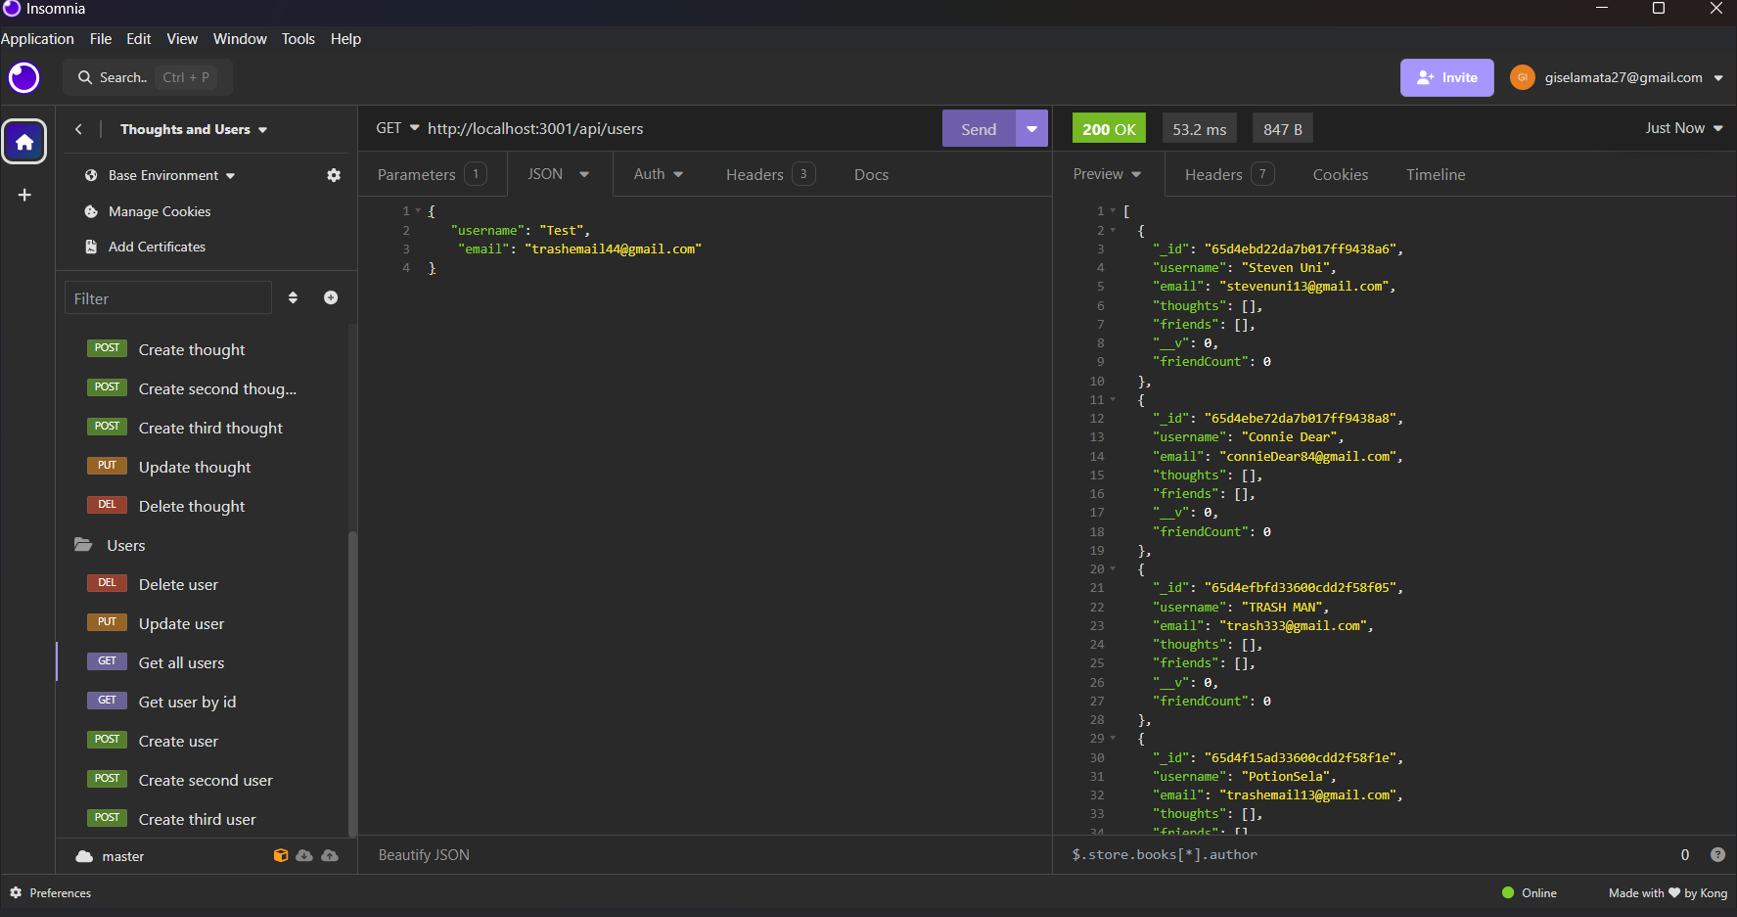 Insomnia
Application File Edit View Window Tools Help
Search.. Ctrl + P
Invite
GI
giselamata27@gmail.com
Thoughts and Users
Base Environment
Manage Cookies
Add Certificates
Filter
POST Create thought
POST Create second thoug...
POST Create third thought
PUT Update thought
DEL Delete thought
Users
DEL Delete user
PUT Update user
GET Get all users
GET Get user by id
POST Create user
POST Create second user
POST Create third user
master
GET http://localhost:3001/api/users
Send
Parameters 1 JSON Auth Headers 3 Docs
1 {
2 "username": "Test",
3 "email": "trashemail44@gmail.com"
4 }
Beautify JSON
200 OK 53.2 ms 847 B Just Now
Preview Headers 7 Cookies Timeline
1 [
2 {
3 "_id": "65d4ebd22da7b017ff9438a6",
4 "username": "Steven Uni",
5 "email": "stevenuni13@gmail.com",
6 "thoughts": [],
7 "friends": [],
8 "__v": 0,
9 "friendCount": 0
10 },
11 {
12 "_id": "65d4ebe72da7b017ff9438a8",
13 "username": "Connie Dear",
14 "email": "connieDear84@gmail.com",
15 "thoughts": [],
16 "friends": [],
17 "__v": 0,
18 "friendCount": 0
19 },
20 {
21 "_id": "65d4efbfd33600cdd2f58f05",
22 "username": "TRASH MAN",
23 "email": "trash333@gmail.com",
24 "thoughts": [],
25 "friends": [],
26 "__v": 0,
27 "friendCount": 0
28 },
29 {
30 "_id": "65d4f15ad33600cdd2f58f1e",
31 "username": "PotionSela",
32 "email": "trashemail13@gmail.com",
33 "thoughts": [],
34 "friends": []
$.store.books[*].author 0
Preferences
Online
Made with ♥ by Kong